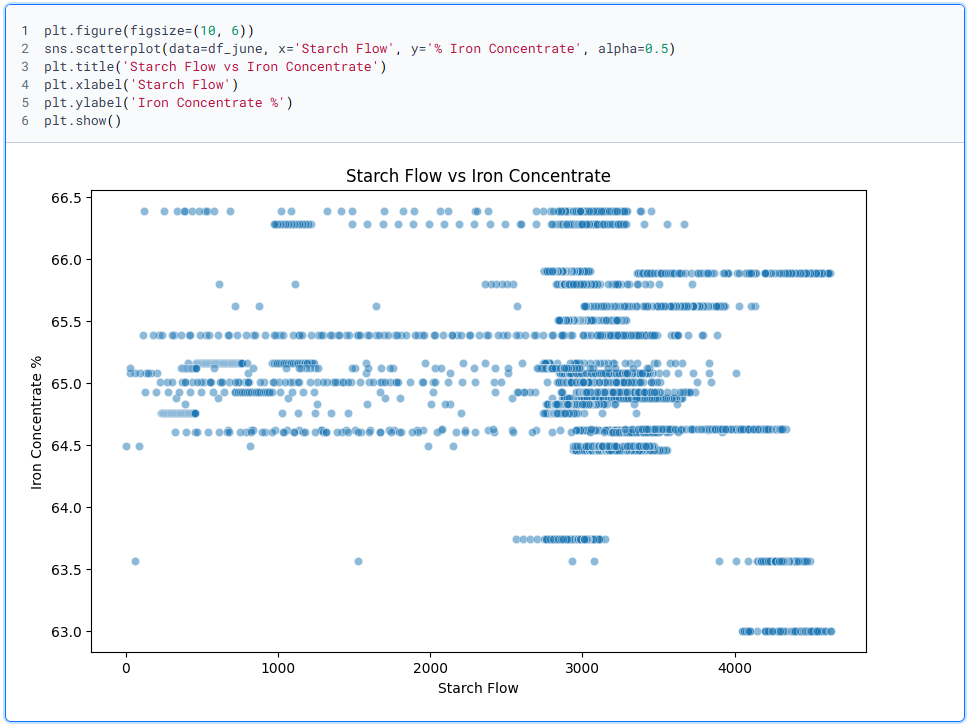 1 plt.figure(figsize=(10, 6))
2 sns.scatterplot(data=df_june, x='Starch Flow', y='% Iron Concentrate', alpha=0.5)
3 plt.title('Starch Flow vs Iron Concentrate')
4 plt.xlabel('Starch Flow')
5 plt.ylabel('Iron Concentrate %')
6 plt.show()
Starch Flow vs Iron Concentrate
66.5
66.0
65.5
65.0
64.5
64.0
63.5
63.0
Iron Concentrate %
0 1000 2000 3000 4000
Starch Flow